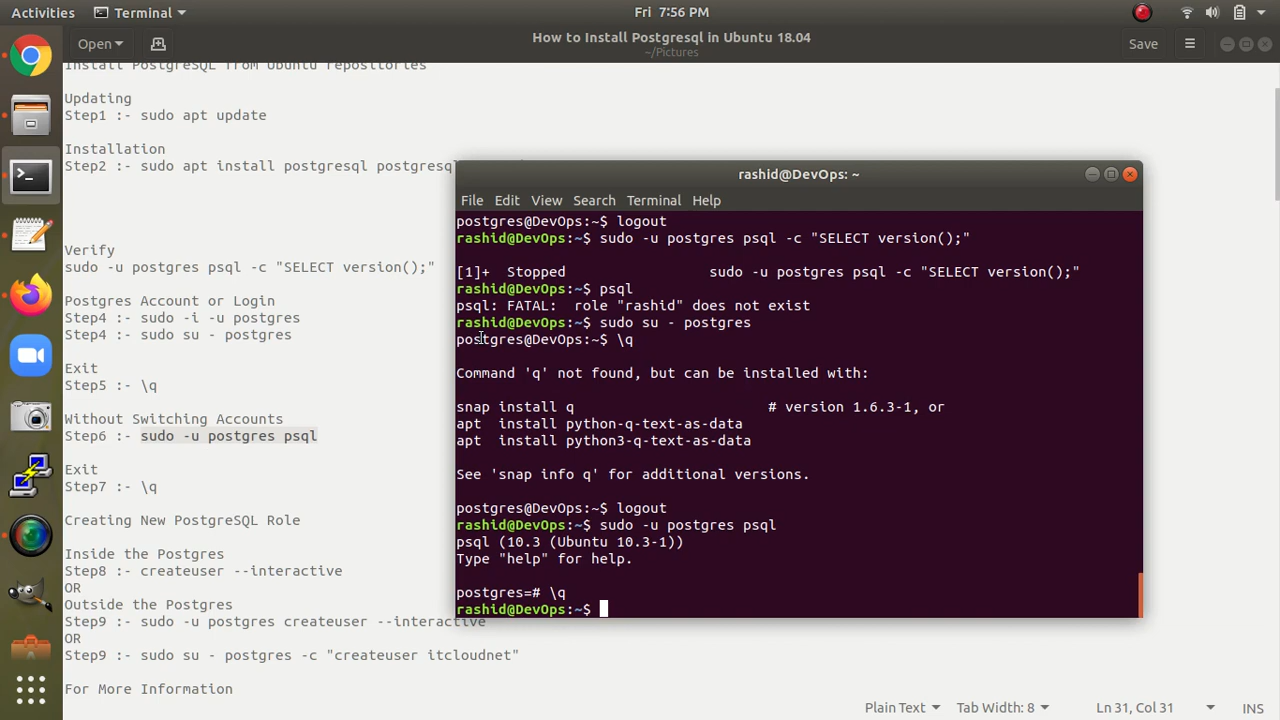 Activities
Terminal
Fri 7:56 PM
Open
How to Install Postgresql in Ubuntu 18.04
~/Pictures
Save
Install PostgreSQL from Ubuntu repositories
Updating
Step1 :- sudo apt update
Installation
Step2 :- sudo apt install postgresql
Verify
sudo -u postgres psql -c "SELECT version();"
Postgres Account or Login
Step4 :- sudo -i -u postgres
Step4 :- sudo su - postgres
Exit
Step5 :- \q
Without Switching Accounts
Step6 :- sudo -u postgres psql
Exit
Step7 :- \q
Creating New PostgreSQL Role
Inside the Postgres
Step8 :- createuser --interactive
OR
Outside the Postgres
Step9 :- sudo -u postgres createuser --interactive
OR
Step9 :- sudo su - postgres -c "createuser itcloudnet"
For More Information
rashid@DevOps: ~
File Edit View Search Terminal Help
postgres@DevOps:~$ logout
rashid@DevOps:~$ sudo -u postgres psql -c "SELECT version();"
[1]+  Stopped                 sudo -u postgres psql -c "SELECT version();"
rashid@DevOps:~$ psql
psql: FATAL:  role "rashid" does not exist
rashid@DevOps:~$ sudo su - postgres
postgres@DevOps:~$ \q
Command 'q' not found, but can be installed with:
snap install q                       # version 1.6.3-1, or
apt  install python-q-text-as-data
apt  install python3-q-text-as-data
See 'snap info q' for additional versions.
postgres@DevOps:~$ logout
rashid@DevOps:~$ sudo -u postgres psql
psql (10.3 (Ubuntu 10.3-1))
Type "help" for help.
postgres=# \q
rashid@DevOps:~$
Plain Text
Tab Width: 8
Ln 31, Col 31
INS